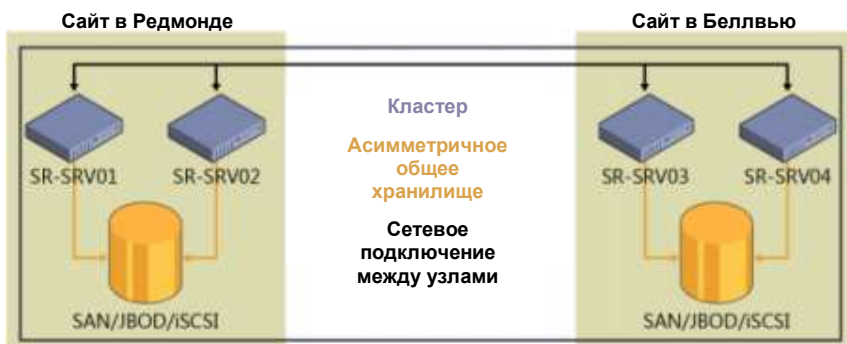 Сайт в Редмонде
Сайт в Беллвью
Кластер
Асимметричное
общее
хранилище
Сетевое
подключение
между узлами
SR-SRV01
SR-SRV02
SR-SRV03
SR-SRV04
SAN/JBOD/iSCSI
SAN/JBOD/iSCSI